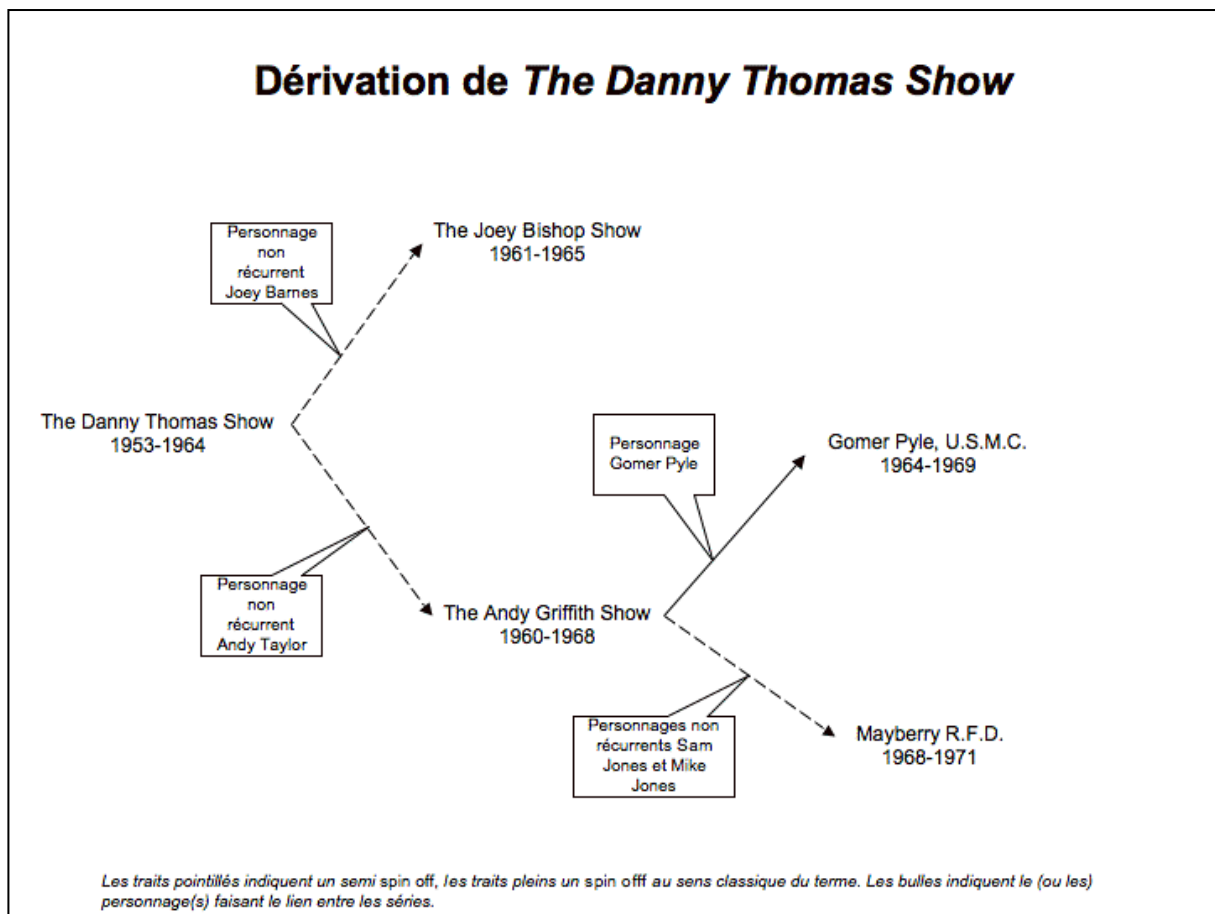 Dérivation de The Danny Thomas Show
Personnage
non
récurrent
Joey Barnes
The Joey Bishop Show
1961-1965
The Danny Thomas Show
1953-1964
Personnage
Gomer Pyle
Gomer Pyle, U.S.M.C.
1964-1969
Personnage
non
récurrent
Andy Taylor
The Andy Griffith Show
1960-1968
Personnages non
récurrents Sam
Jones et Mike
Jones
Mayberry R.F.D.
1968-1971
Les traits pointillés indiquent un semi spin off, les traits pleins un spin offf au sens classique du terme. Les bulles indiquent le (ou les)
personnage(s) faisant le lien entre les séries.